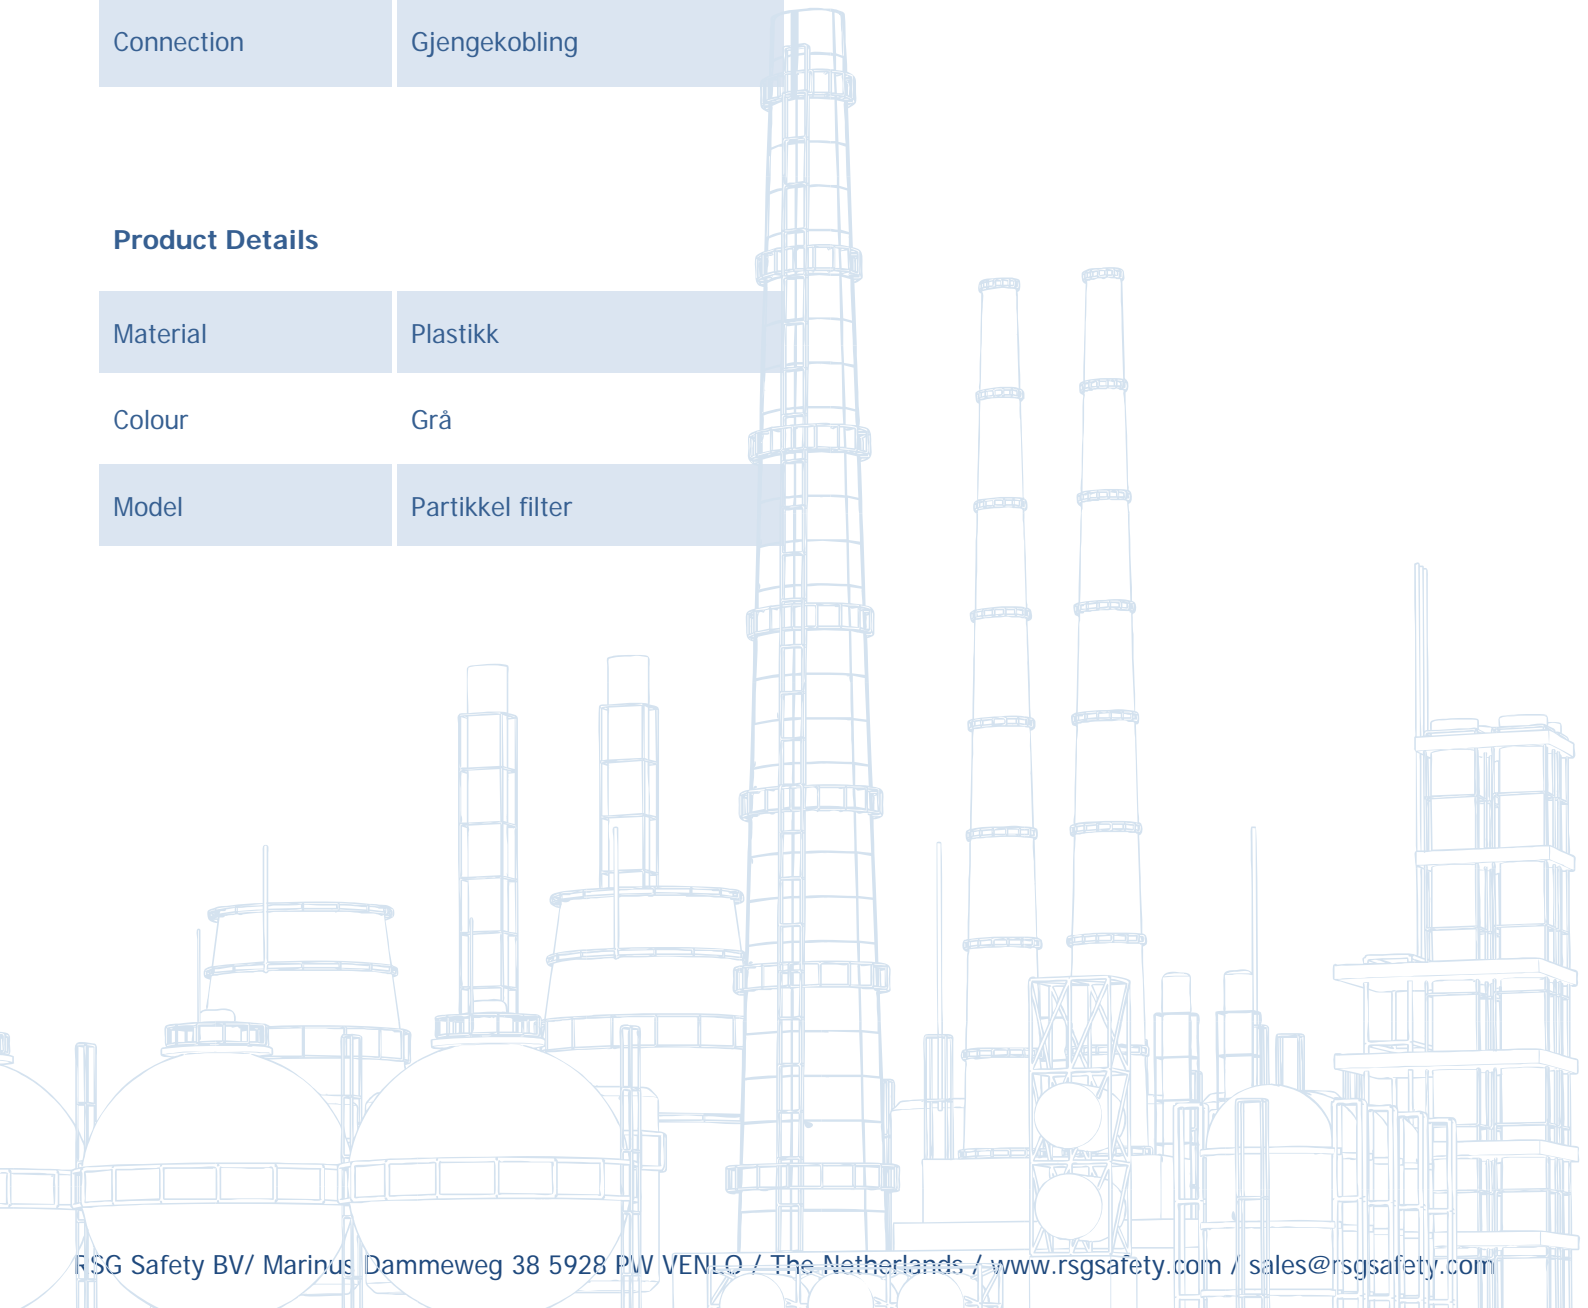 Connection Gjengekobling
Product Details
Material Plastikk
Colour Grå
Model Partikkel filter
RSG Safety BV/ Marinus Dammeweg 38 5928 PW VENLO / The Netherlands / www.rsgsafety.com / sales@rsgsafety.com